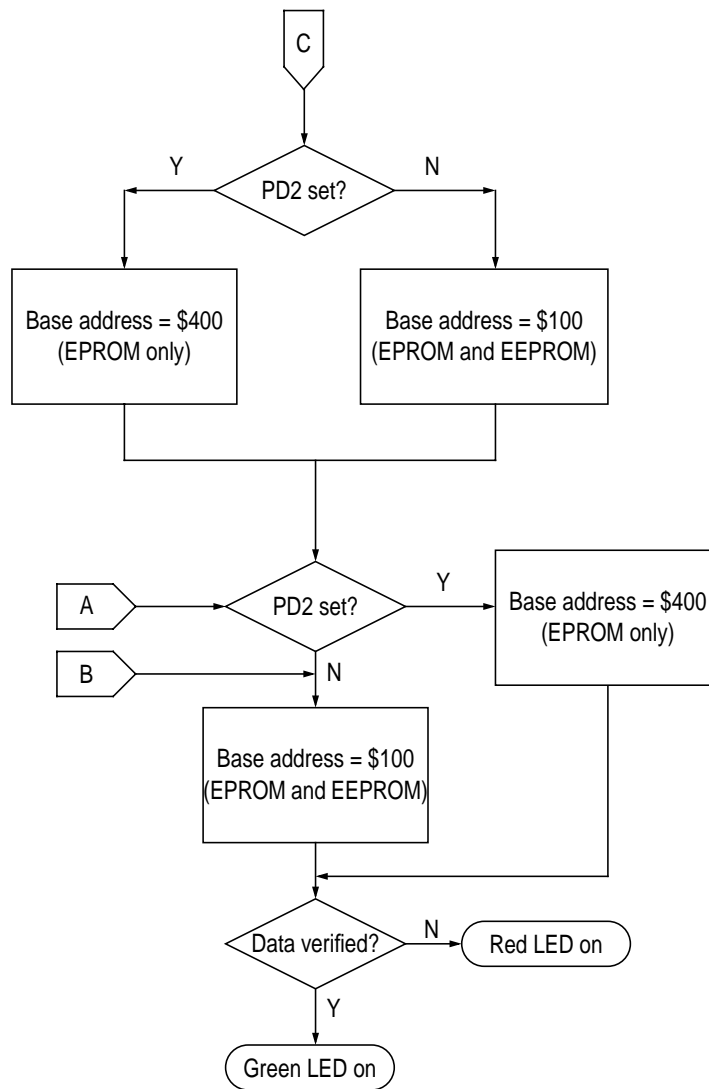 C
Y
PD2 set?
N
Base address = $400
(EPROM only)
Base address = $100
(EPROM and EEPROM)
A
PD2 set?
Y
Base address = $400
(EPROM only)
B
N
Base address = $100
(EPROM and EEPROM)
Data verified?
N
Red LED on
Y
Green LED on